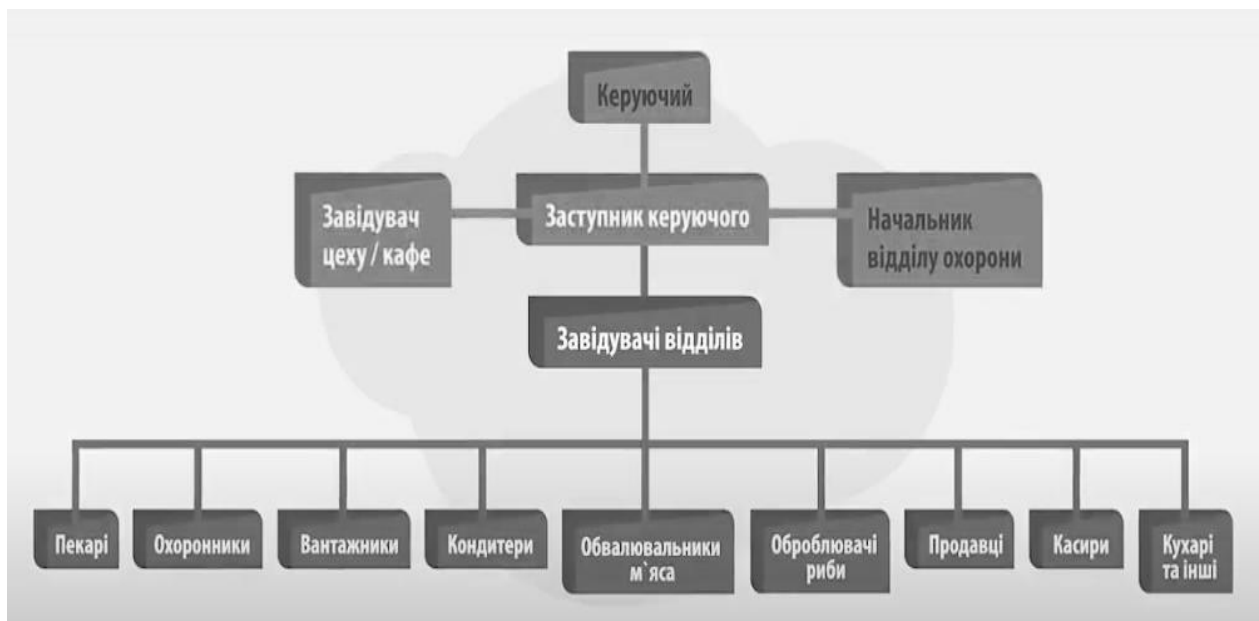 Керуючий
Завідувач
цеху / кафе
Заступник керуючого
Начальник
відділу охорони
Завідувачі відділів
Пекарі
Охоронники
Вантажники
Кондитери
Обвалювальники
м`яса
Оброблювачі
риби
Продавці
Касири
Кухарі
та інші